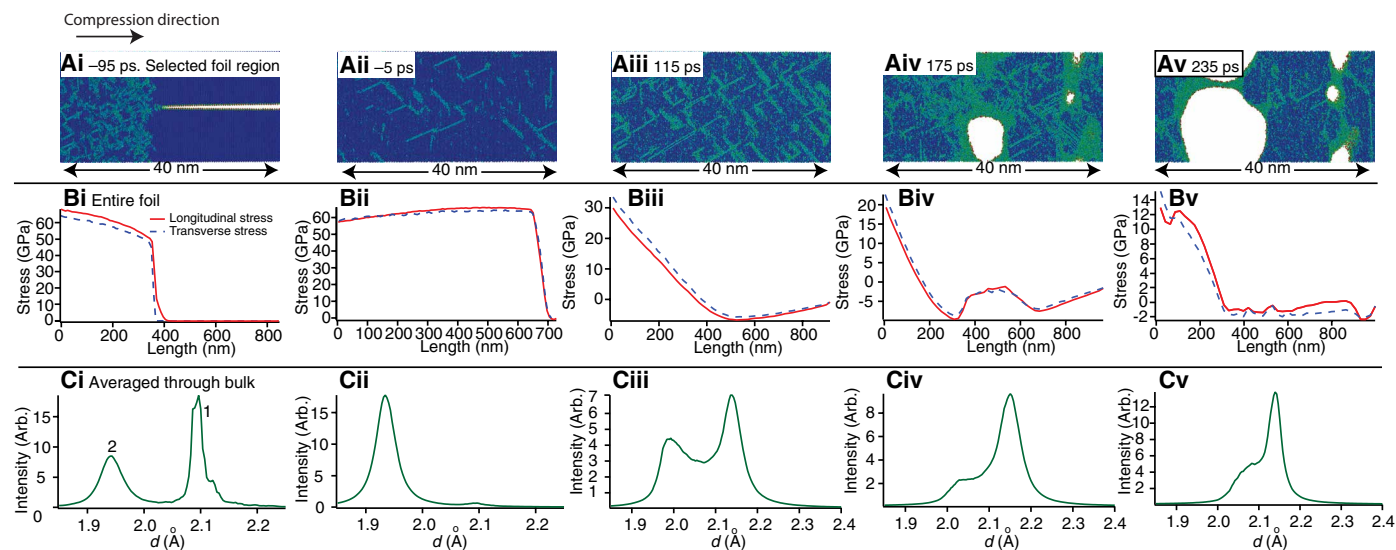 Compression direction
Ai –95 ps. Selected foil region
Aii –5 ps
Aiii 115 ps
Aiv 175 ps
Av 235 ps
40 nm
40 nm
40 nm
40 nm
40 nm
Bi Entire foil
Longitudinal stress
Transverse stress
Stress (GPa)
60
50
40
30
20
10
0
0 200 400 600 800
Length (nm)
Bii
Stress (GPa)
60
50
40
30
20
10
0
0 100 200 300 400 500 600 700
Length (nm)
Biii
Stress (GPa)
30
20
10
0
0 200 400 600 800
Length (nm)
Biv
Stress (GPa)
20
15
10
5
0
-5
0 200 400 600 800
Length (nm)
Bv
Stress (GPa)
14
12
10
8
6
4
2
0
-2
0 200 400 600 800
Length (nm)
Ci Averaged through bulk
1
2
Intensity (Arb.)
15
10
5
0
1.9 2.0 2.1 2.2
d (Å)
Cii
Intensity (Arb.)
15
10
5
0
1.9 2.0 2.1 2.2
d (Å)
Ciii
Intensity (Arb.)
7
6
5
4
3
2
1
1.9 2.0 2.1 2.2 2.3 2.4
d (Å)
Civ
Intensity (Arb.)
8
6
4
2
1.9 2.0 2.1 2.2 2.3 2.4
d (Å)
Cv
Intensity (Arb.)
12
10
8
6
4
2
1.9 2.0 2.1 2.2 2.3 2.4
d (Å)